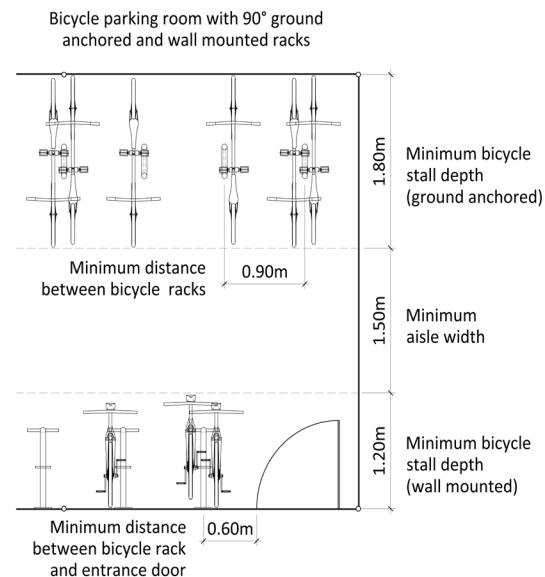 Bicycle parking room with 90° ground
anchored and wall mounted racks
1.80m
Minimum bicycle
stall depth
(ground anchored)
Minimum distance
between bicycle racks
0.90m
1.50m
Minimum
aisle width
1.20m
Minimum bicycle
stall depth
(wall mounted)
Minimum distance
between bicycle rack
and entrance door
0.60m